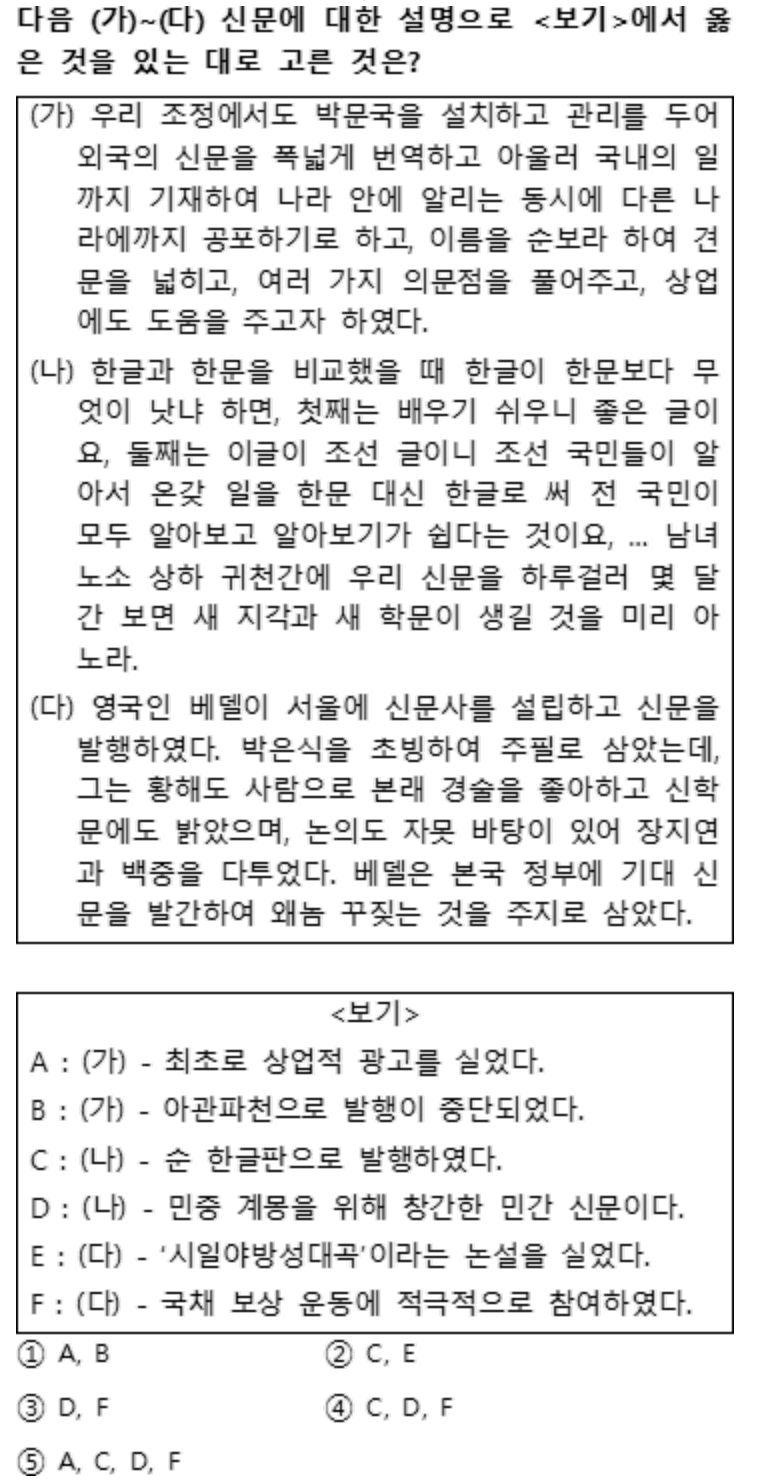 다음 (가)~(다) 신문에 대한 설명으로 <보기>에서 옳
은 것을 있는 대로 고른 것은?
(가) 우리 조정에서도 박문국을 설치하고 관리를 두어
외국의 신문을 폭넓게 번역하고 아울러 국내의 일
까지 기재하여 나라 안에 알리는 동시에 다른 나
라에까지 공포하기로 하고, 이름을 순보라 하여 견
문을 넓히고, 여러 가지 의문점을 풀어주고, 상업
에도 도움을 주고자 하였다.
(나) 한글과 한문을 비교했을 때 한글이 한문보다 무
엇이 낫냐 하면, 첫째는 배우기 쉬우니 좋은 글이
요, 둘째는 이글이 조선 글이니 조선 국민들이 알
아서 온갖 일을 한문 대신 한글로 써 전 국민이
모두 알아보고 알아보기가 쉽다는 것이요, ... 남녀
노소 상하 귀천간에 우리 신문을 하루걸러 몇 달
간 보면 새 지각과 새 학문이 생길 것을 미리 아
노라.
(다) 영국인 베델이 서울에 신문사를 설립하고 신문을
발행하였다. 박은식을 초빙하여 주필로 삼았는데,
그는 황해도 사람으로 본래 경술을 좋아하고 신학
문에도 밝았으며, 논의도 자못 바탕이 있어 장지연
과 백중을 다투었다. 베델은 본국 정부에 기대 신
문을 발간하여 왜놈 꾸짖는 것을 주지로 삼았다.
<보기>
A : (가) - 최초로 상업적 광고를 실었다.
B : (가) - 아관파천으로 발행이 중단되었다.
C : (나) - 순 한글판으로 발행하였다.
D : (나) - 민중 계몽을 위해 창간한 민간 신문이다.
E : (다) - '시일야방성대곡'이라는 논설을 실었다.
F : (다) - 국채 보상 운동에 적극적으로 참여하였다.
① A, B ② C, E
③ D, F ④ C, D, F
⑤ A, C, D, F